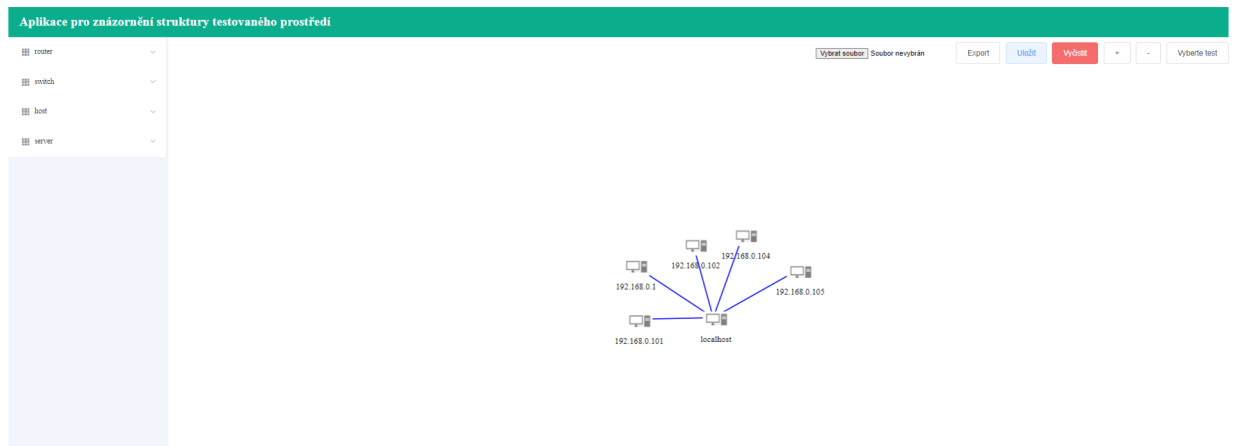 Aplikace pro znázornění struktury testovaného prostředí
router
Vybrat soubor Soubor nevybrán Export Uložit Vyčistit + - Vyberte test
switch
host
server
192.168.0.104
192.168.0.102
192.168.0.1
192.168.0.105
192.168.0.101
localhost